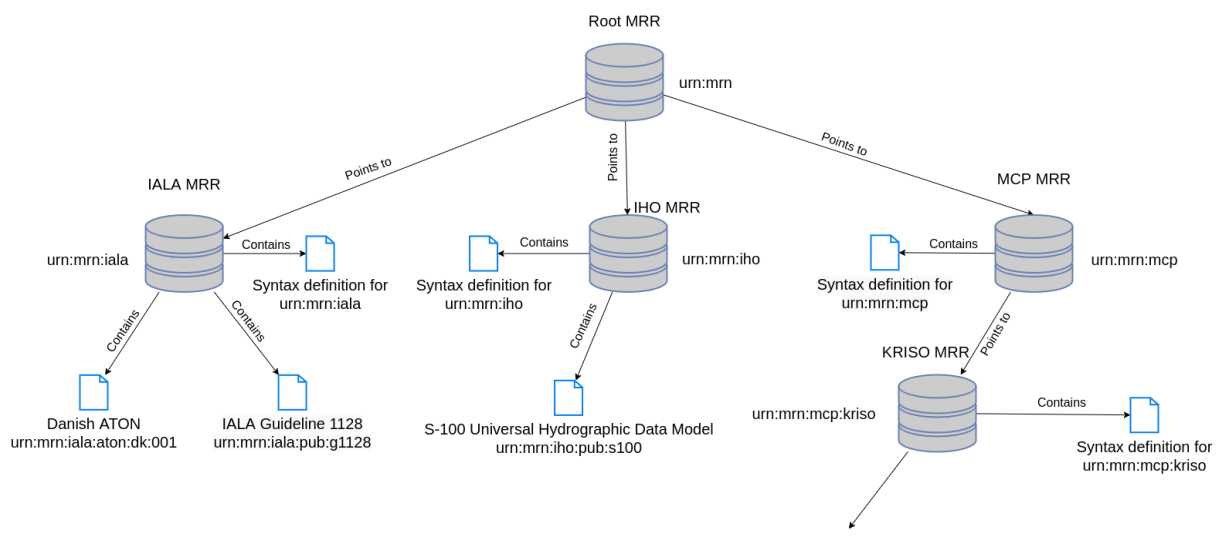 Root MRR
urn:mrn
Points to
Points to
Points to
IALA MRR
IHO MRR
MCP MRR
urn:mrn:iala
Contains
Syntax definition for
urn:mrn:iala
Contains
Syntax definition for
urn:mrn:iho
urn:mrn:iho
Contains
Syntax definition for
urn:mrn:mcp
urn:mrn:mcp
Contains
Contains
Contains
Points to
KRISO MRR
Danish ATON
urn:mrn:iala:aton:dk:001
IALA Guideline 1128
urn:mrn:iala:pub:g1128
S-100 Universal Hydrographic Data Model
urn:mrn:iho:pub:s100
urn:mrn:mcp:kriso
Contains
Syntax definition for
urn:mrn:mcp:kriso